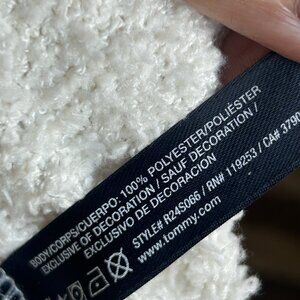 BODY/CORPS/CUERPO: 100% POLYESTER/POLIÉSTER
EXCLUSIVE OF DECORATION / SAUF DECORATION /
EXCLUSIVO DE DECORACION
STYLE# R24S066 / RN# 119253 / CA# 3790
www.tommy.com